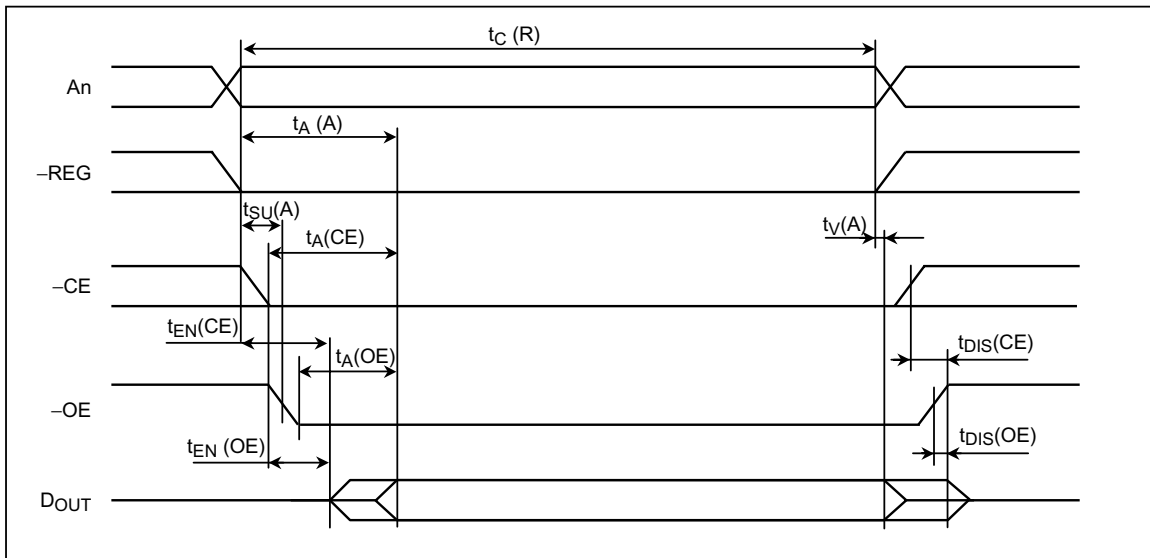 tC (R)
An
tA (A)
–REG
tSU(A)
tA(CE)
tV(A)
–CE
tEN(CE)
tA(OE)
tDIS(CE)
–OE
tEN (OE)
tDIS(OE)
DOUT